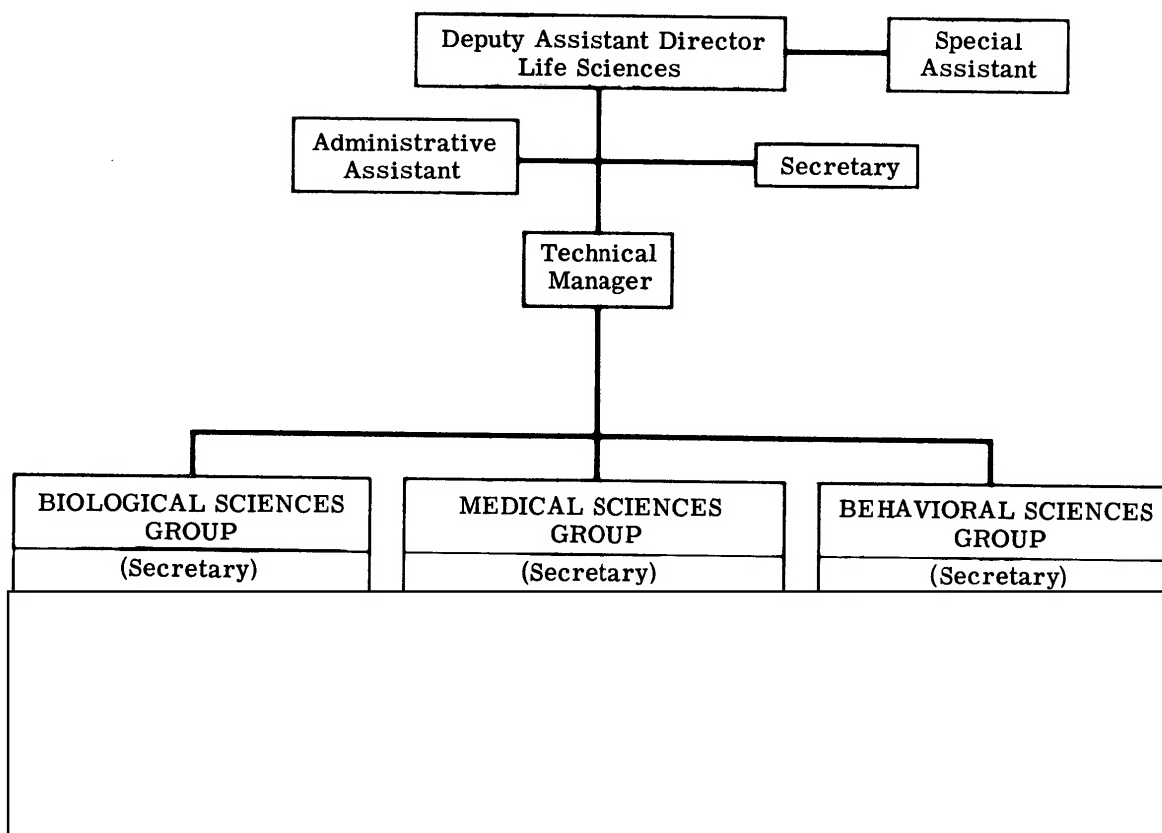 Deputy Assistant Director
Life Sciences
Special
Assistant
Administrative
Assistant
Secretary
Technical
Manager
BIOLOGICAL SCIENCES
GROUP
(Secretary)
MEDICAL SCIENCES
GROUP
(Secretary)
BEHAVIORAL SCIENCES
GROUP
(Secretary)